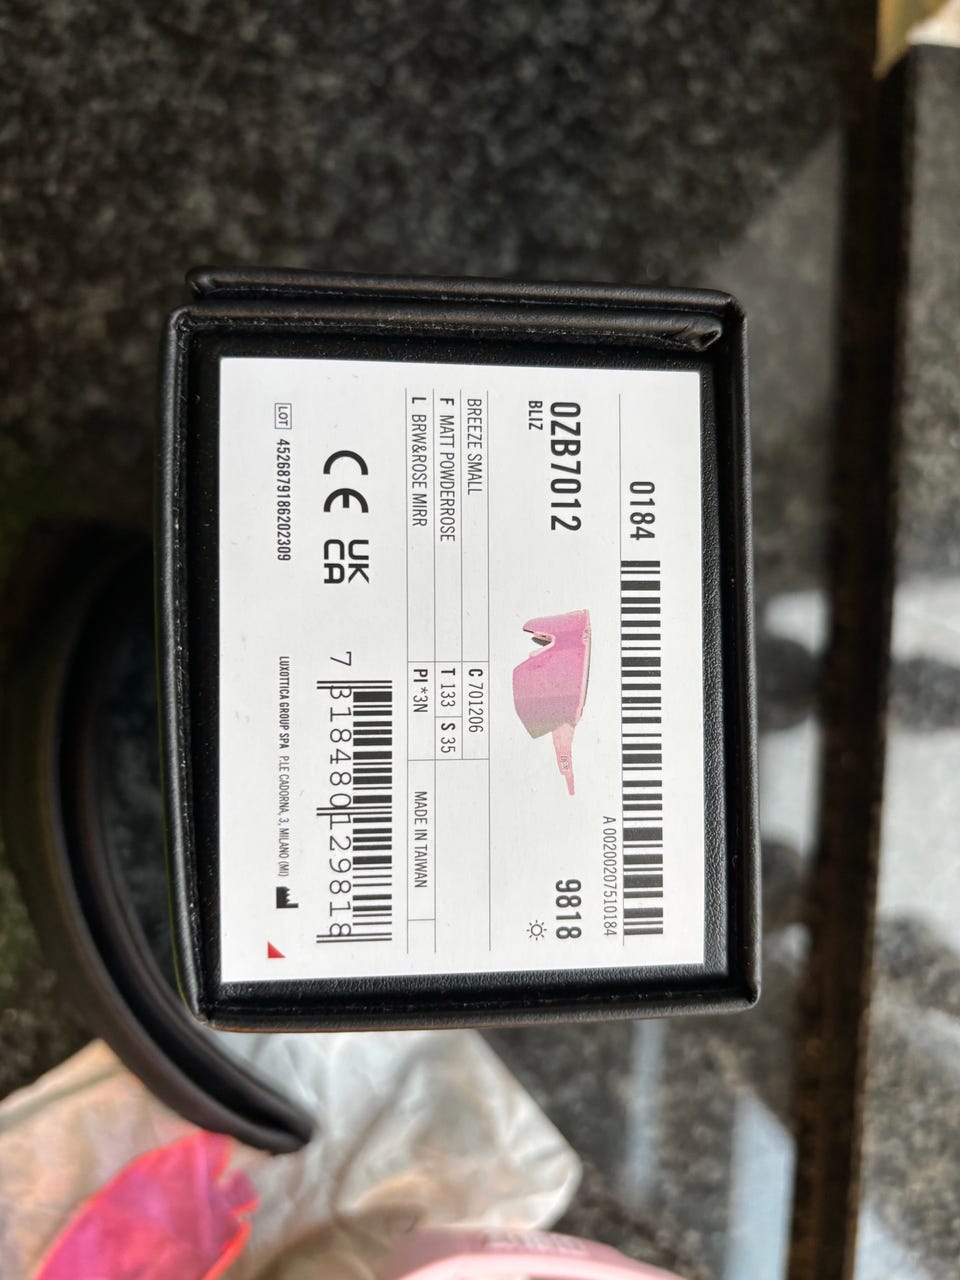 0184
A 00200207510184
0ZB7012
9818
BLIZ
BREEZE SMALL
C 701206
F MATT POWDERROSE
T 133
S 35
L BRW&ROSE MIRR
PI *3N
MADE IN TAIWAN
CE
UK
CA
7 318480 129818
LOT 4526879186202309
LUXOTTICA GROUP SPA P.LE CADORNA, 3, MILANO (MI)